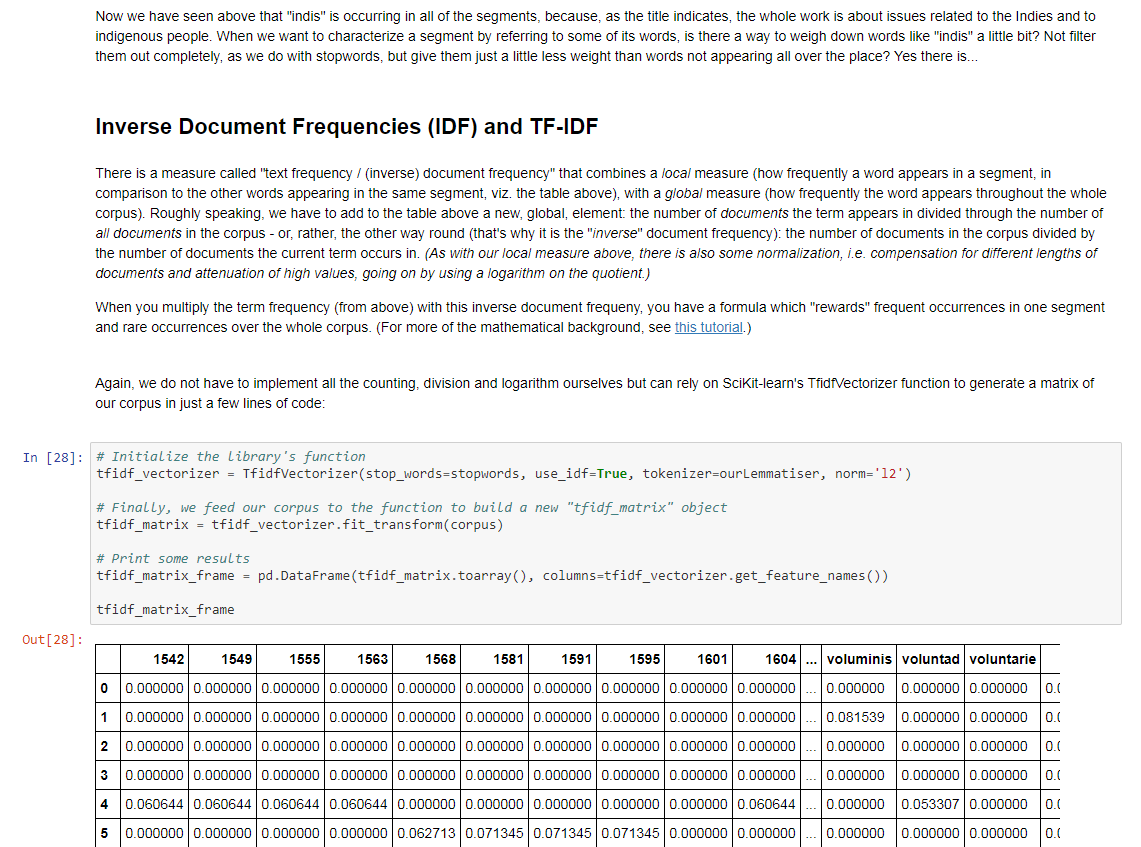 Now we have seen above that "indis" is occurring in all of the segments, because, as the title indicates, the whole work is about issues related to the Indies and to
indigenous people. When we want to characterize a segment by referring to some of its words, is there a way to weigh down words like "indis" a little bit? Not filter
them out completely, as we do with stopwords, but give them just a little less weight than words not appearing all over the place? Yes there is...
Inverse Document Frequencies (IDF) and TF-IDF
There is a measure called "text frequency / (inverse) document frequency" that combines a local measure (how frequently a word appears in a segment, in
comparison to the other words appearing in the same segment, viz. the table above), with a global measure (how frequently the word appears throughout the whole
corpus). Roughly speaking, we have to add to the table above a new, global, element: the number of documents the term appears in divided through the number of
all documents in the corpus - or, rather, the other way round (that's why it is the "inverse" document frequency): the number of documents in the corpus divided by
the number of documents the current term occurs in. (As with our local measure above, there is also some normalization, i.e. compensation for different lengths of
documents and attenuation of high values, going on by using a logarithm on the quotient.)
When you multiply the term frequency (from above) with this inverse document frequeny, you have a formula which "rewards" frequent occurrences in one segment
and rare occurrences over the whole corpus. (For more of the mathematical background, see this tutorial.)
Again, we do not have to implement all the counting, division and logarithm ourselves but can rely on SciKit-learn's TfidfVectorizer function to generate a matrix of
our corpus in just a few lines of code:
In [28]: # Initialize the library's function
tfidf_vectorizer = TfidfVectorizer(stop_words=stopwords, use_idf=True, tokenizer=ourLemmatiser, norm='l2')
# Finally, we feed our corpus to the function to build a new "tfidf_matrix" object
tfidf_matrix = tfidf_vectorizer.fit_transform(corpus)
# Print some results
tfidf_matrix_frame = pd.DataFrame(tfidf_matrix.toarray(), columns=tfidf_vectorizer.get_feature_names())
tfidf_matrix_frame
Out[28]:
1542 1549 1555 1563 1568 1581 1591 1595 1601 1604 ... voluminis voluntad voluntarie
0 0.000000 0.000000 0.000000 0.000000 0.000000 0.000000 0.000000 0.000000 0.000000 0.000000 ... 0.000000 0.000000 0.000000
1 0.000000 0.000000 0.000000 0.000000 0.000000 0.000000 0.000000 0.000000 0.000000 0.000000 ... 0.081539 0.000000 0.000000
2 0.000000 0.000000 0.000000 0.000000 0.000000 0.000000 0.000000 0.000000 0.000000 0.000000 ... 0.000000 0.000000 0.000000
3 0.000000 0.000000 0.000000 0.000000 0.000000 0.000000 0.000000 0.000000 0.000000 0.000000 ... 0.000000 0.000000 0.000000
4 0.060644 0.060644 0.060644 0.060644 0.000000 0.000000 0.000000 0.000000 0.000000 0.060644 ... 0.000000 0.053307 0.000000
5 0.000000 0.000000 0.000000 0.000000 0.062713 0.071345 0.071345 0.071345 0.000000 0.000000 ... 0.000000 0.000000 0.000000